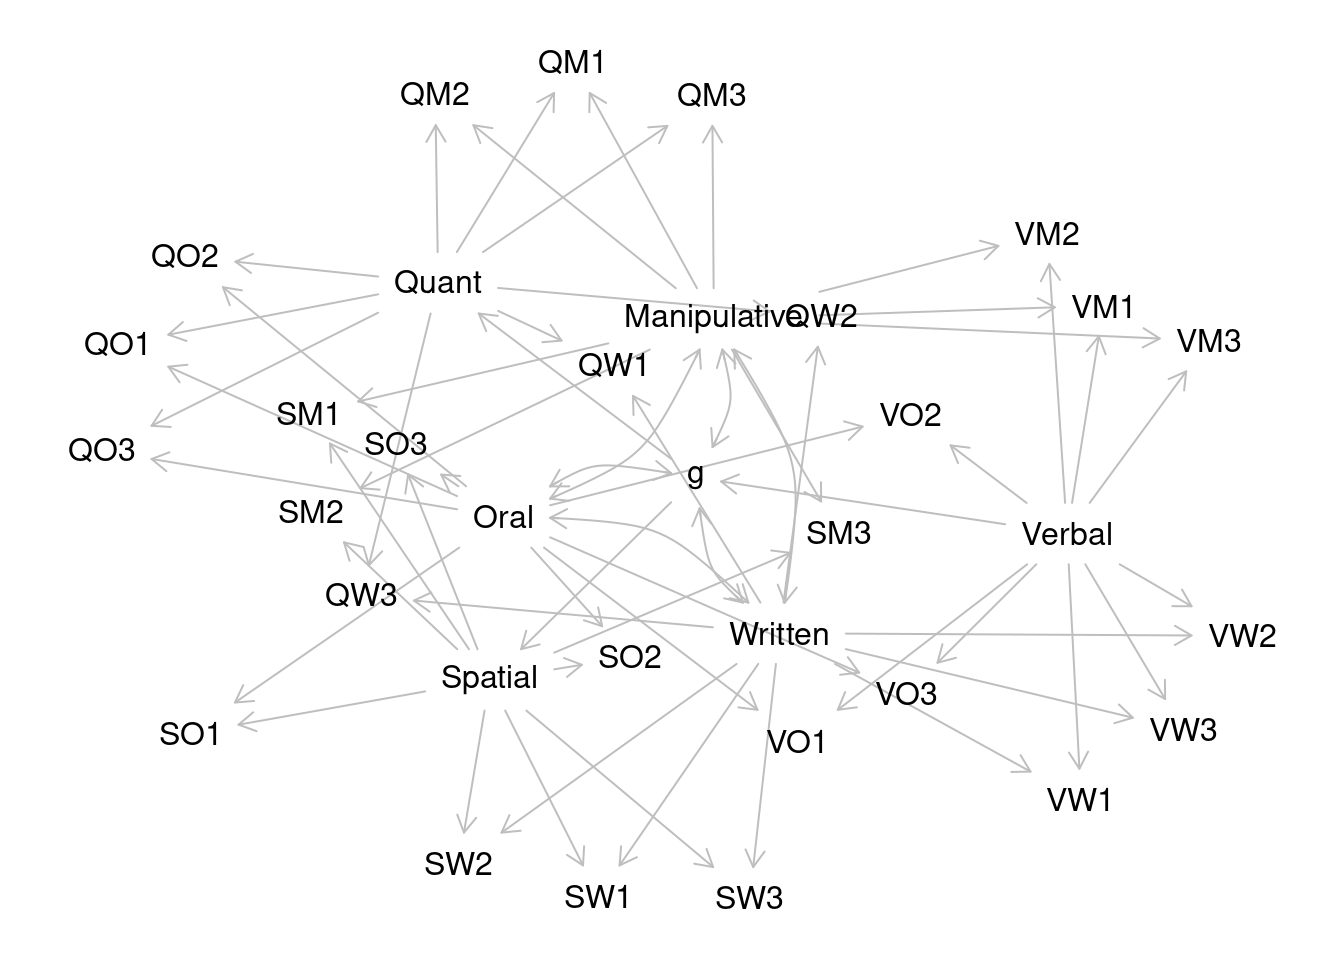 QM1
QM2
QM3
VM2
QO2
Quant
VM1
Manipulative
QW2
VM3
QO1
QW1
SM1
VO2
SO3
QO3
g
SM2
Oral
SM3
Verbal
QW3
Written
VW2
SO2
Spatial
VO3
SO1
VW3
VO1
VW1
SW2
SW1
SW3